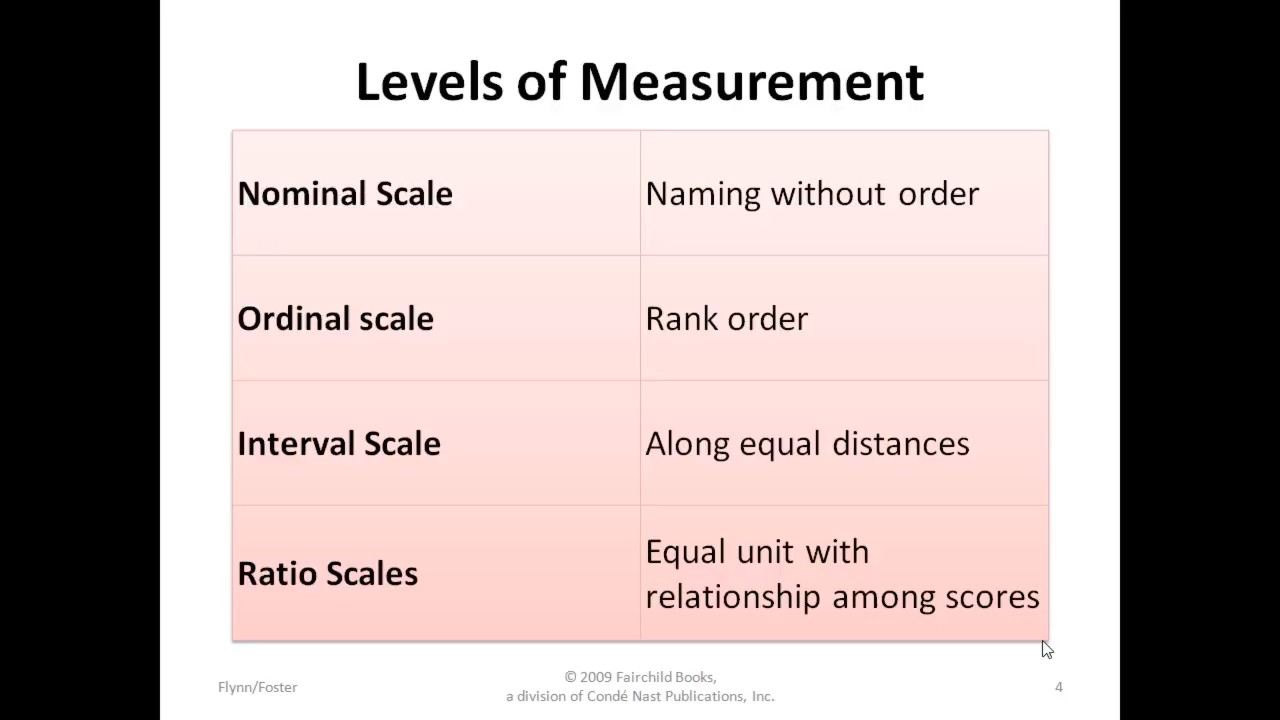 Levels of Measurement
Nominal Scale
Naming without order
Ordinal scale
Rank order
Interval Scale
Along equal distances
Ratio Scales
Equal unit with
relationship among scores
Flynn/Foster
© 2009 Fairchild Books,
a division of Condé Nast Publications, Inc.
4